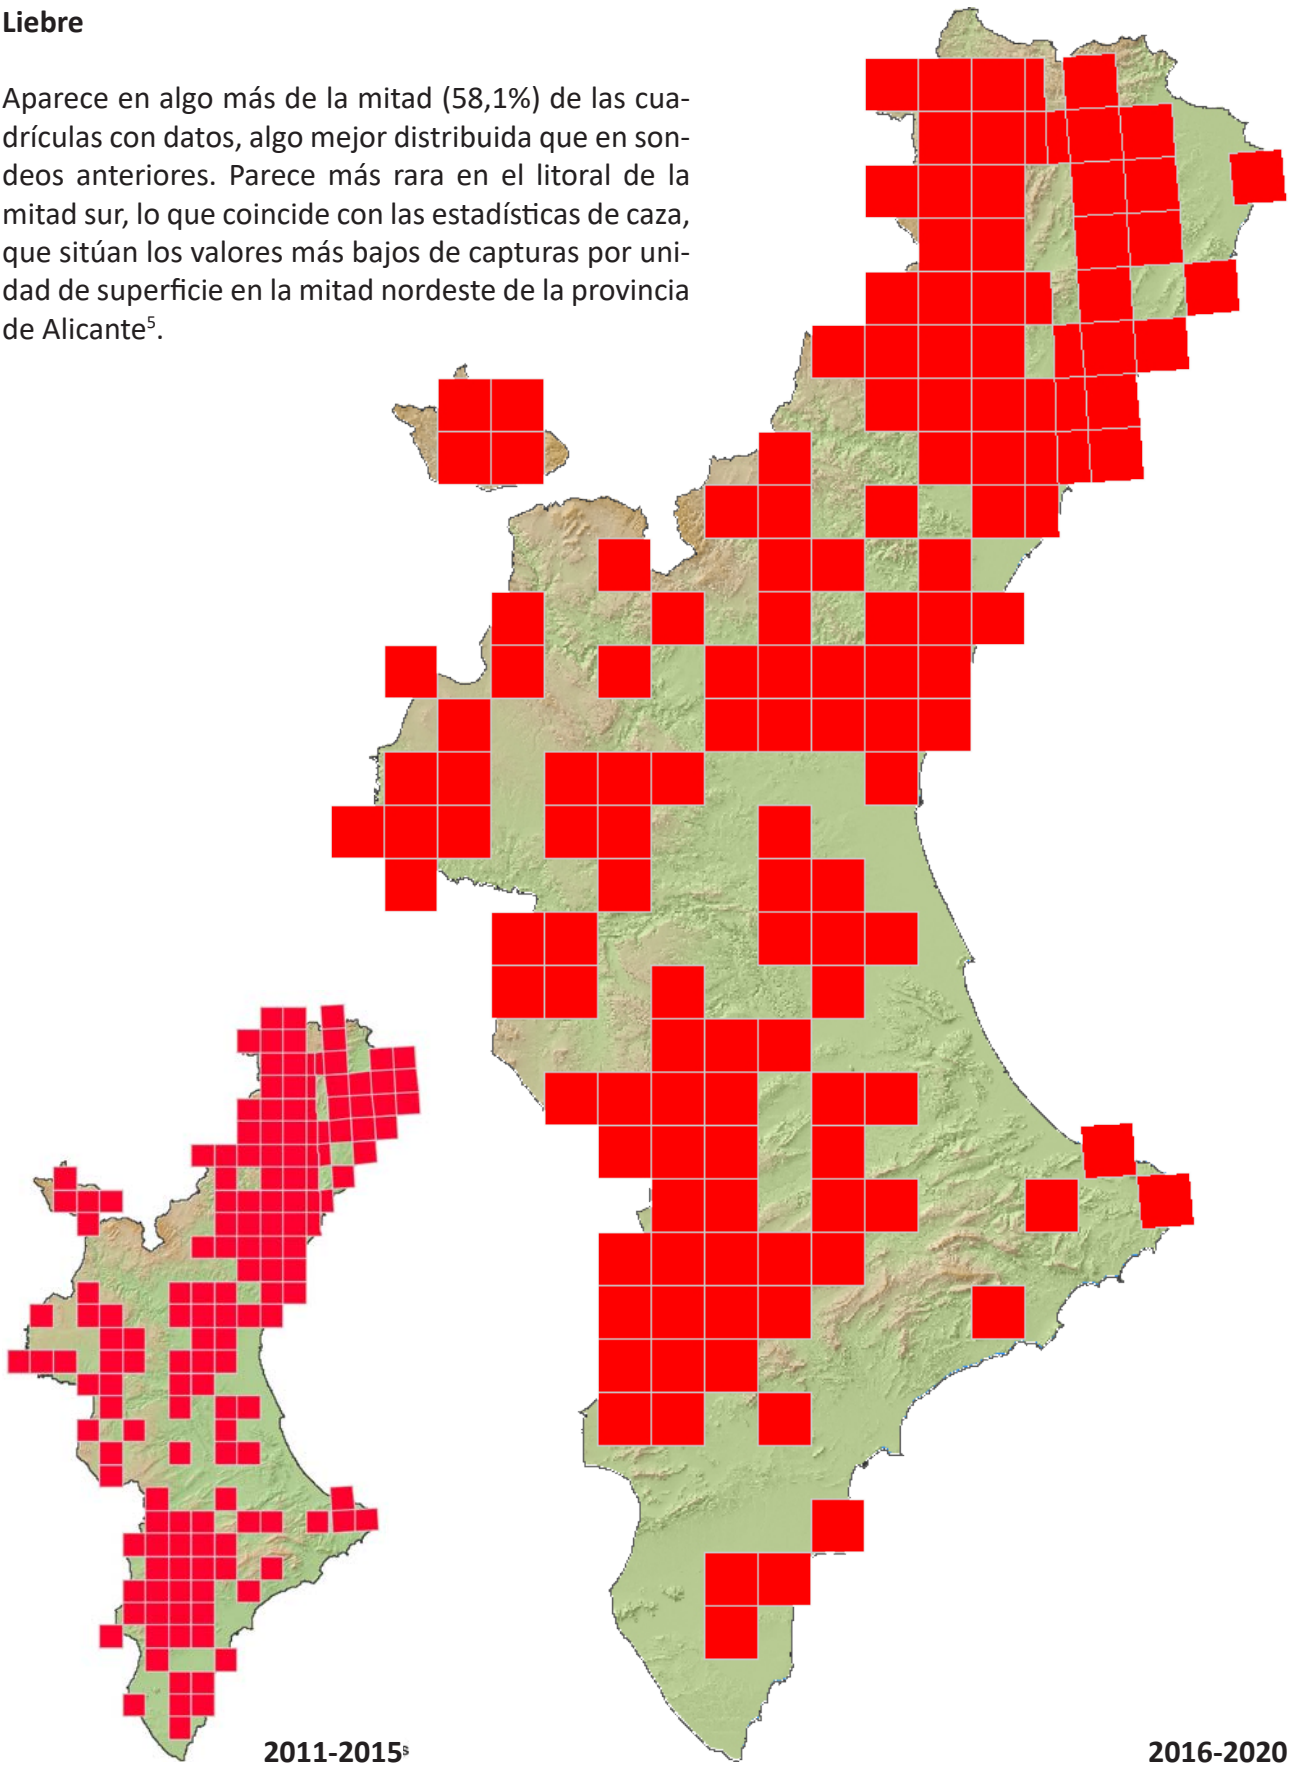 Liebre
Aparece en algo más de la mitad (58,1%) de las cua-
drículas con datos, algo mejor distribuida que en son-
deos anteriores. Parece más rara en el litoral de la
mitad sur, lo que coincide con las estadísticas de caza,
que sitúan los valores más bajos de capturas por uni-
dad de superficie en la mitad nordeste de la provincia
de Alicante⁵.
2011-2015⁵
2016-2020